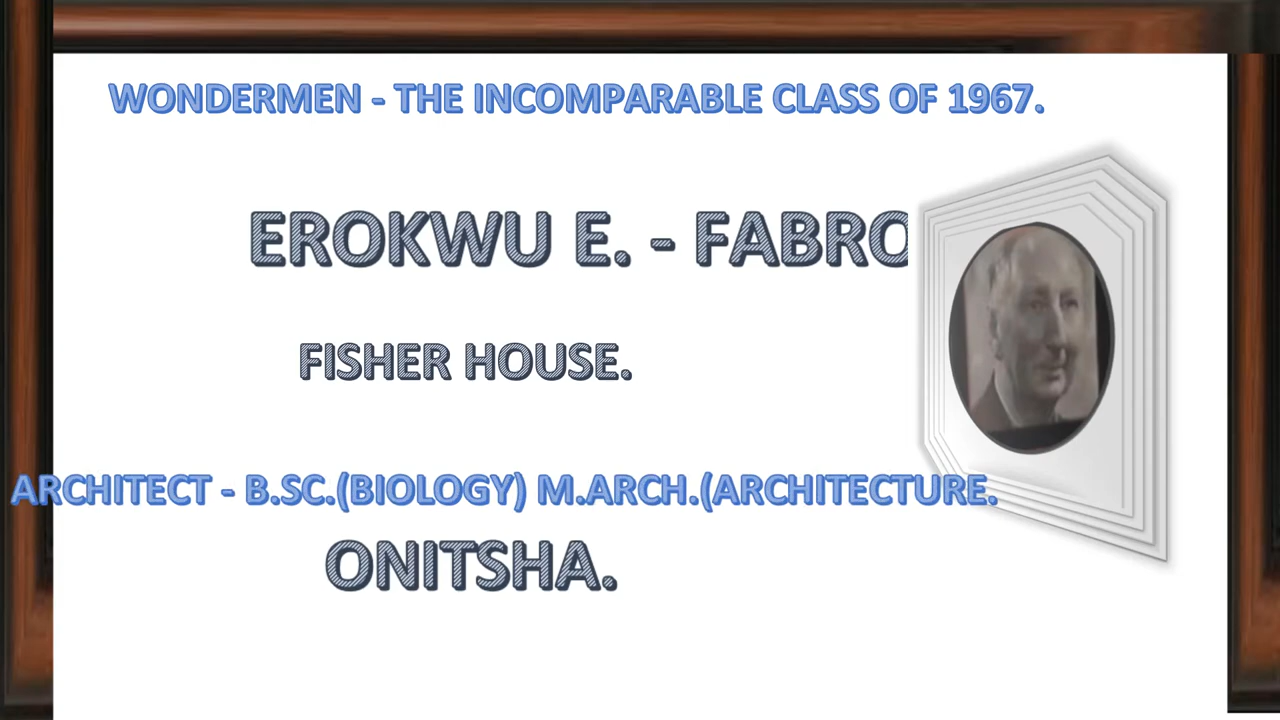 WONDERMEN - THE INCOMPARABLE CLASS OF 1967.
EROKWU E. - FABRO
FISHER HOUSE.
ARCHITECT - B.SC.(BIOLOGY) M.ARCH.(ARCHITECTURE.
ONITSHA.